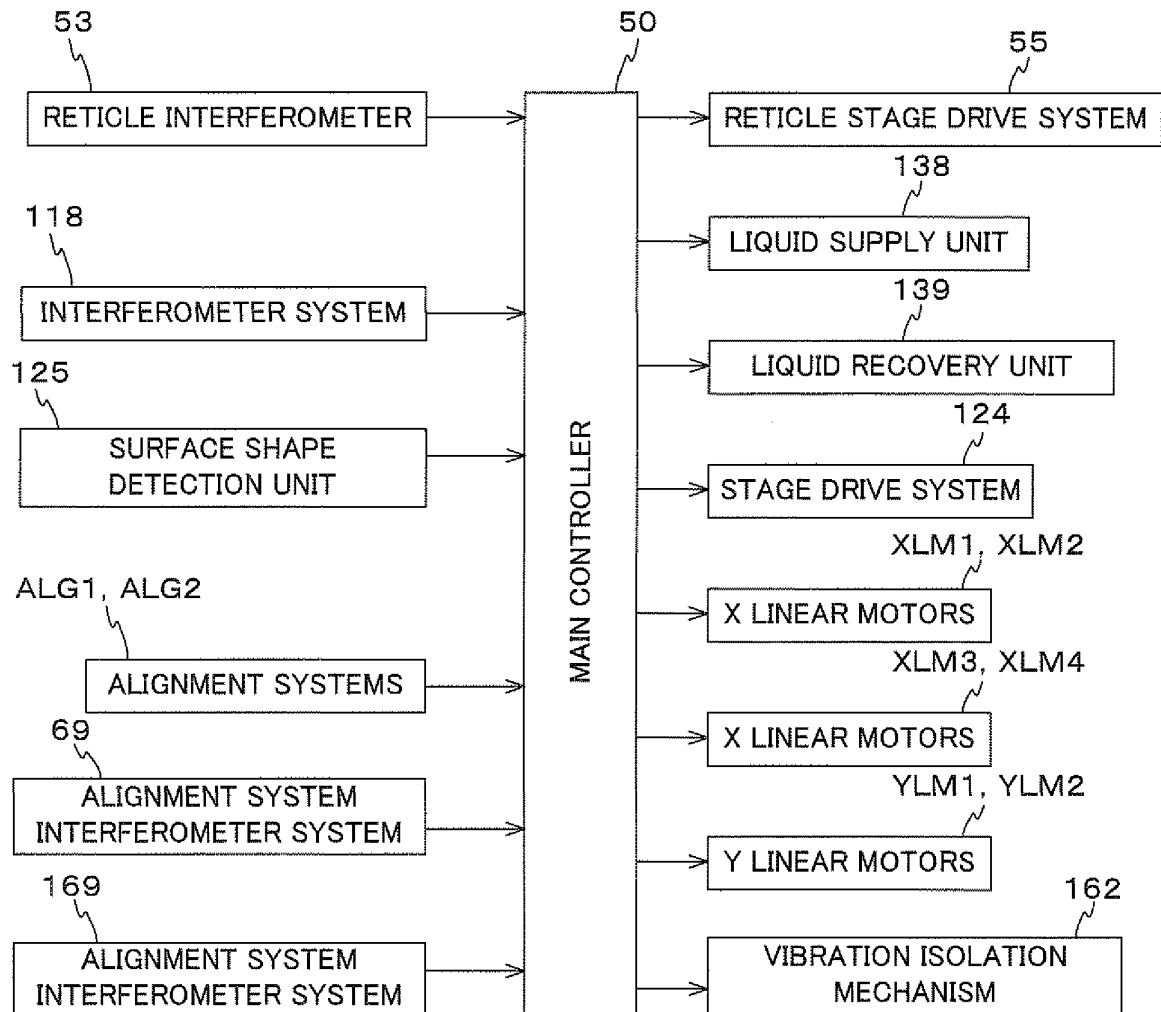 53
50
55
RETICLE INTERFEROMETER
RETICLE STAGE DRIVE SYSTEM
138
LIQUID SUPPLY UNIT
118
INTERFEROMETER SYSTEM
139
LIQUID RECOVERY UNIT
125
SURFACE SHAPE
DETECTION UNIT
124
STAGE DRIVE SYSTEM
MAIN CONTROLLER
XLM1, XLM2
X LINEAR MOTORS
ALG1, ALG2
ALIGNMENT SYSTEMS
XLM3, XLM4
X LINEAR MOTORS
69
ALIGNMENT SYSTEM
INTERFEROMETER SYSTEM
YLM1, YLM2
Y LINEAR MOTORS
169
ALIGNMENT SYSTEM
INTERFEROMETER SYSTEM
162
VIBRATION ISOLATION
MECHANISM